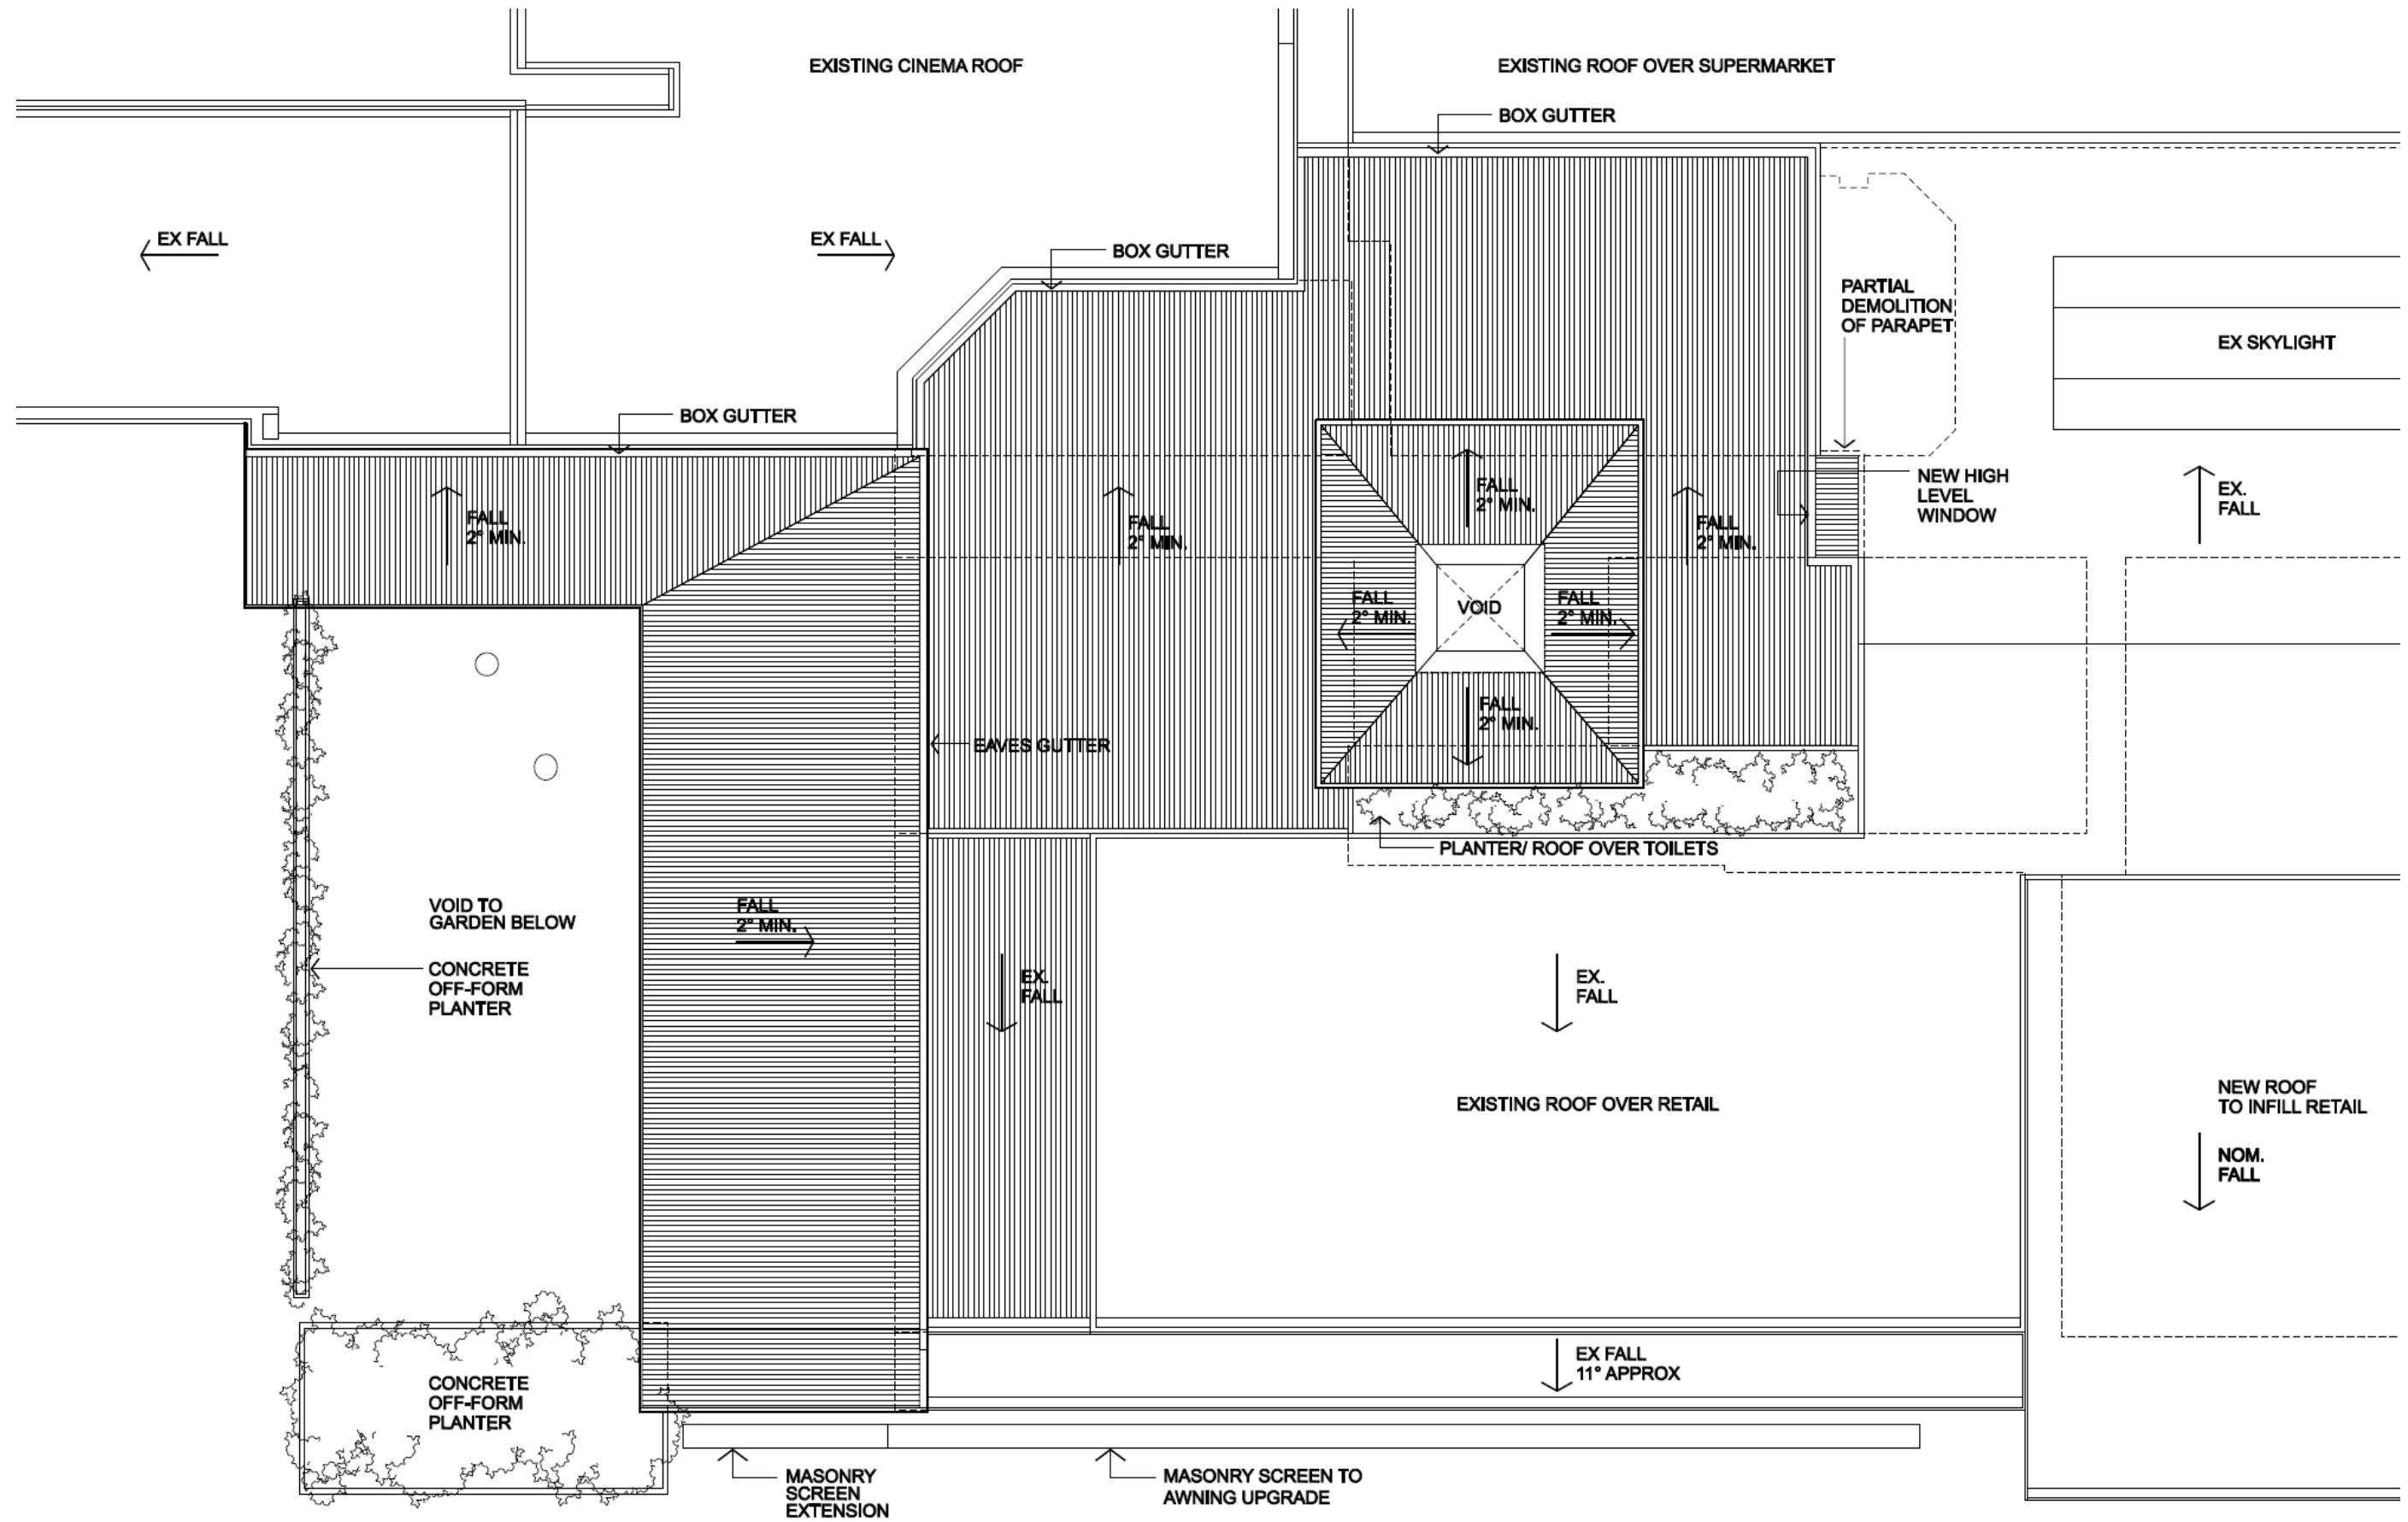 EXISTING CINEMA ROOF
EXISTING ROOF OVER SUPERMARKET
BOX GUTTER
EX FALL
EX FALL
BOX GUTTER
PARTIAL
DEMOLITION
OF PARAPET
EX SKYLIGHT
BOX GUTTER
NEW HIGH
LEVEL
WINDOW
EX.
FALL
FALL
2° MIN.
FALL
2° MIN.
FALL
2° MIN.
FALL
2° MIN.
FALL
2° MIN.
VOID
FALL
2° MIN.
FALL
2° MIN.
EAVES GUTTER
PLANTER/ ROOF OVER TOILETS
VOID TO
GARDEN BELOW
FALL
2° MIN.
CONCRETE
OFF-FORM
PLANTER
EX.
FALL
EX.
FALL
EXISTING ROOF OVER RETAIL
NEW ROOF
TO INFILL RETAIL
NOM.
FALL
EX FALL
11° APPROX
CONCRETE
OFF-FORM
PLANTER
MASONRY
SCREEN
EXTENSION
MASONRY SCREEN TO
AWNING UPGRADE